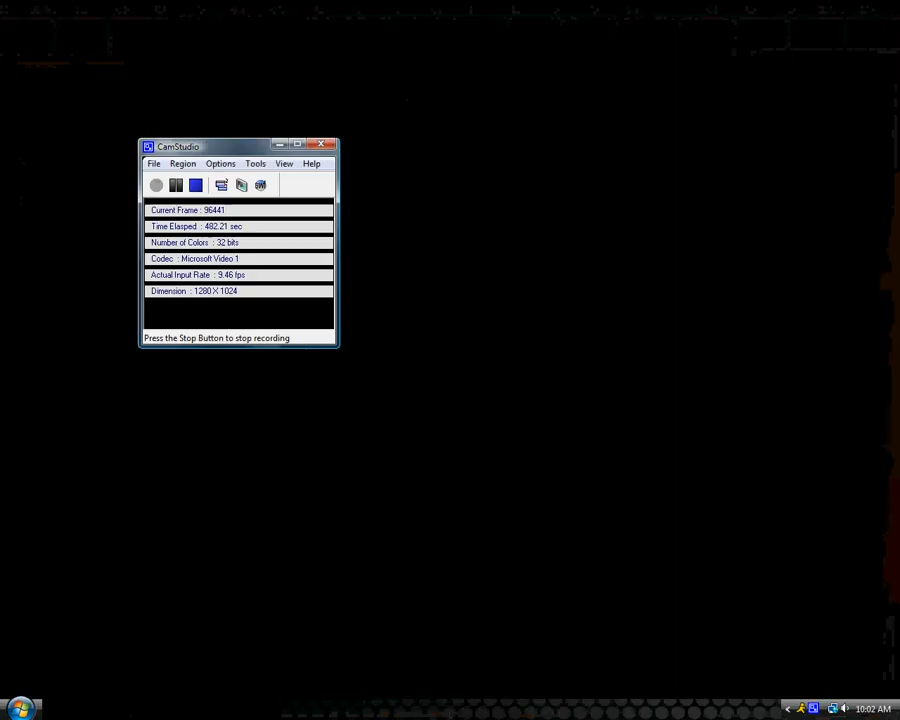 CamStudio
File Region Options Tools View Help
Current Frame : 96441
Time Elasped : 482.21 sec
Number of Colors : 32 bits
Codec : Microsoft Video 1
Actual Input Rate : 9.46 fps
Dimension : 1280 X 1024
Press the Stop Button to stop recording
10:02 AM